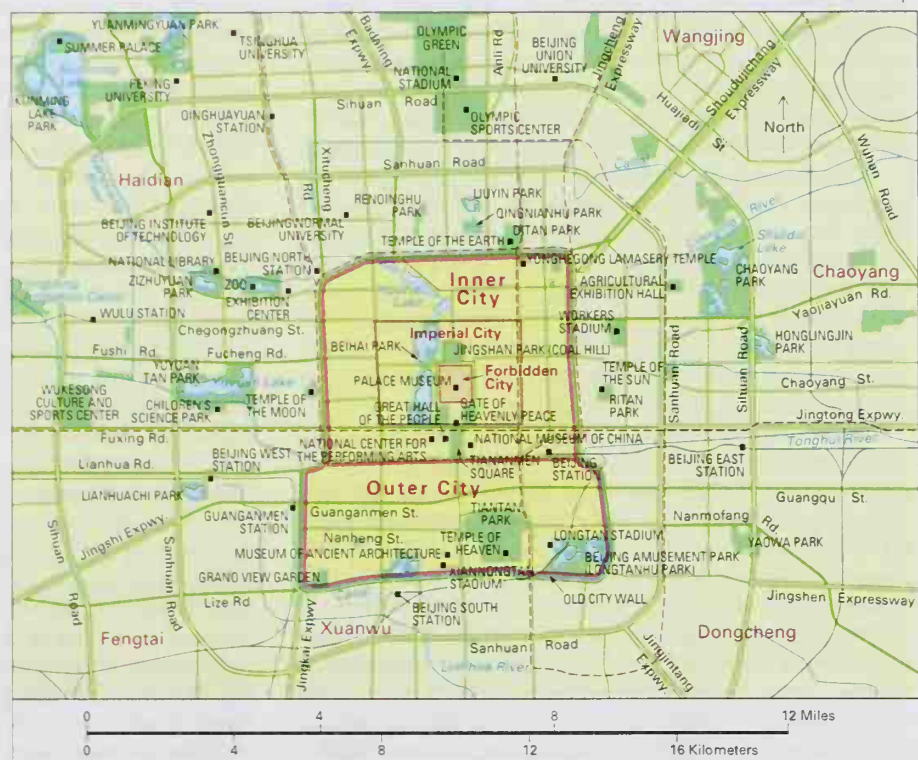 YUANMINGYUAN PARK
SUMMER PALACE
TSINGHUA
UNIVERSITY
Badaling
Expwy.
OLYMPIC
GREEN
Anli Rd
BEIJING
UNION
UNIVERSITY
Jingcheng
Expressway
Wangjing
NATIONAL
STADIUM
PEKING
UNIVERSITY
KUNMING
LAKE
PARK
Sihuan Road
Huajiadi St
Shoudujichang
Expressway
QINGHUAYUAN
STATION
OLYMPIC
SPORTS CENTER
North
Zhongguancun St.
Xitucheng
Rd
Sanhuan Road
Canal
Wuhan Road
Haidian
RENDINGHU
PARK
LIUYIN PARK
QINGNIANHU PARK
DITAN PARK
River
BEIJING INSTITUTE
OF TECHNOLOGY
BEIJING NORMAL
UNIVERSITY
TEMPLE OF THE EARTH
Lake
NATIONAL LIBRARY
BEIJING NORTH
STATION
YONGHEGONG LAMASERY TEMPLE
ZIZHUYUAN
PARK
ZOO
Inner
City
AGRICULTURAL
EXHIBITION HALL
CHAOYANG
PARK
Chaoyang
EXHIBITION
CENTER
Lake
Yaojiayuan Rd.
WULU STATION
Chegongzhuang St.
Imperial City
WORKERS
STADIUM
Fushi Rd.
Fucheng Rd.
BEIHAI PARK
JINGSHAN PARK (COAL HILL)
HONGLINGJIN
PARK
Sanhuan Road
Sihuan Road
YUYUAN
TAN PARK
Lake
PALACE MUSEUM
Forbidden
City
TEMPLE OF
THE SUN
Chaoyang St.
WUKESONG
CULTURE AND
SPORTS CENTER
CHILDREN'S
SCIENCE PARK
TEMPLE OF
THE MOON
GREAT HALL
OF THE PEOPLE
GATE OF
HEAVENLY PEACE
RITAN
PARK
Jingtong Expwy.
Fuxing Rd.
NATIONAL CENTER FOR
THE PERFORMING ARTS
NATIONAL MUSEUM OF CHINA
Tonghui River
Lianhua Rd.
BEIJING WEST
STATION
TIANANMEN
SQUARE
BEIJING
STATION
BEIJING EAST
STATION
LIANHUACHI PARK
Outer City
Guangqu St.
GUANGANMEN
STATION
Guanganmen St.
TIANTAN
PARK
Nanmofang
Rd.
Jingshi Expwy.
Sihuan
Road
Sanhuan
Road
Nanheng St.
TEMPLE OF
HEAVEN
LONGTAN STADIUM
YAOWA PARK
MUSEUM OF ANCIENT ARCHITECTURE
BEIJING AMUSEMENT PARK
(LONGTANHU PARK)
GRAND VIEW GARDEN
XIANNONGTAN
STADIUM
OLD CITY WALL
Lize Rd
BEIJING SOUTH
STATION
Jingshen Expressway
Fengtai
Jingkai Expwy
Xuanwu
Sanhuan Road
Jingjintang
Expwy.
Dongcheng
Lianhua River
0 4 8 12 Miles
0 4 8 12 16 Kilometers